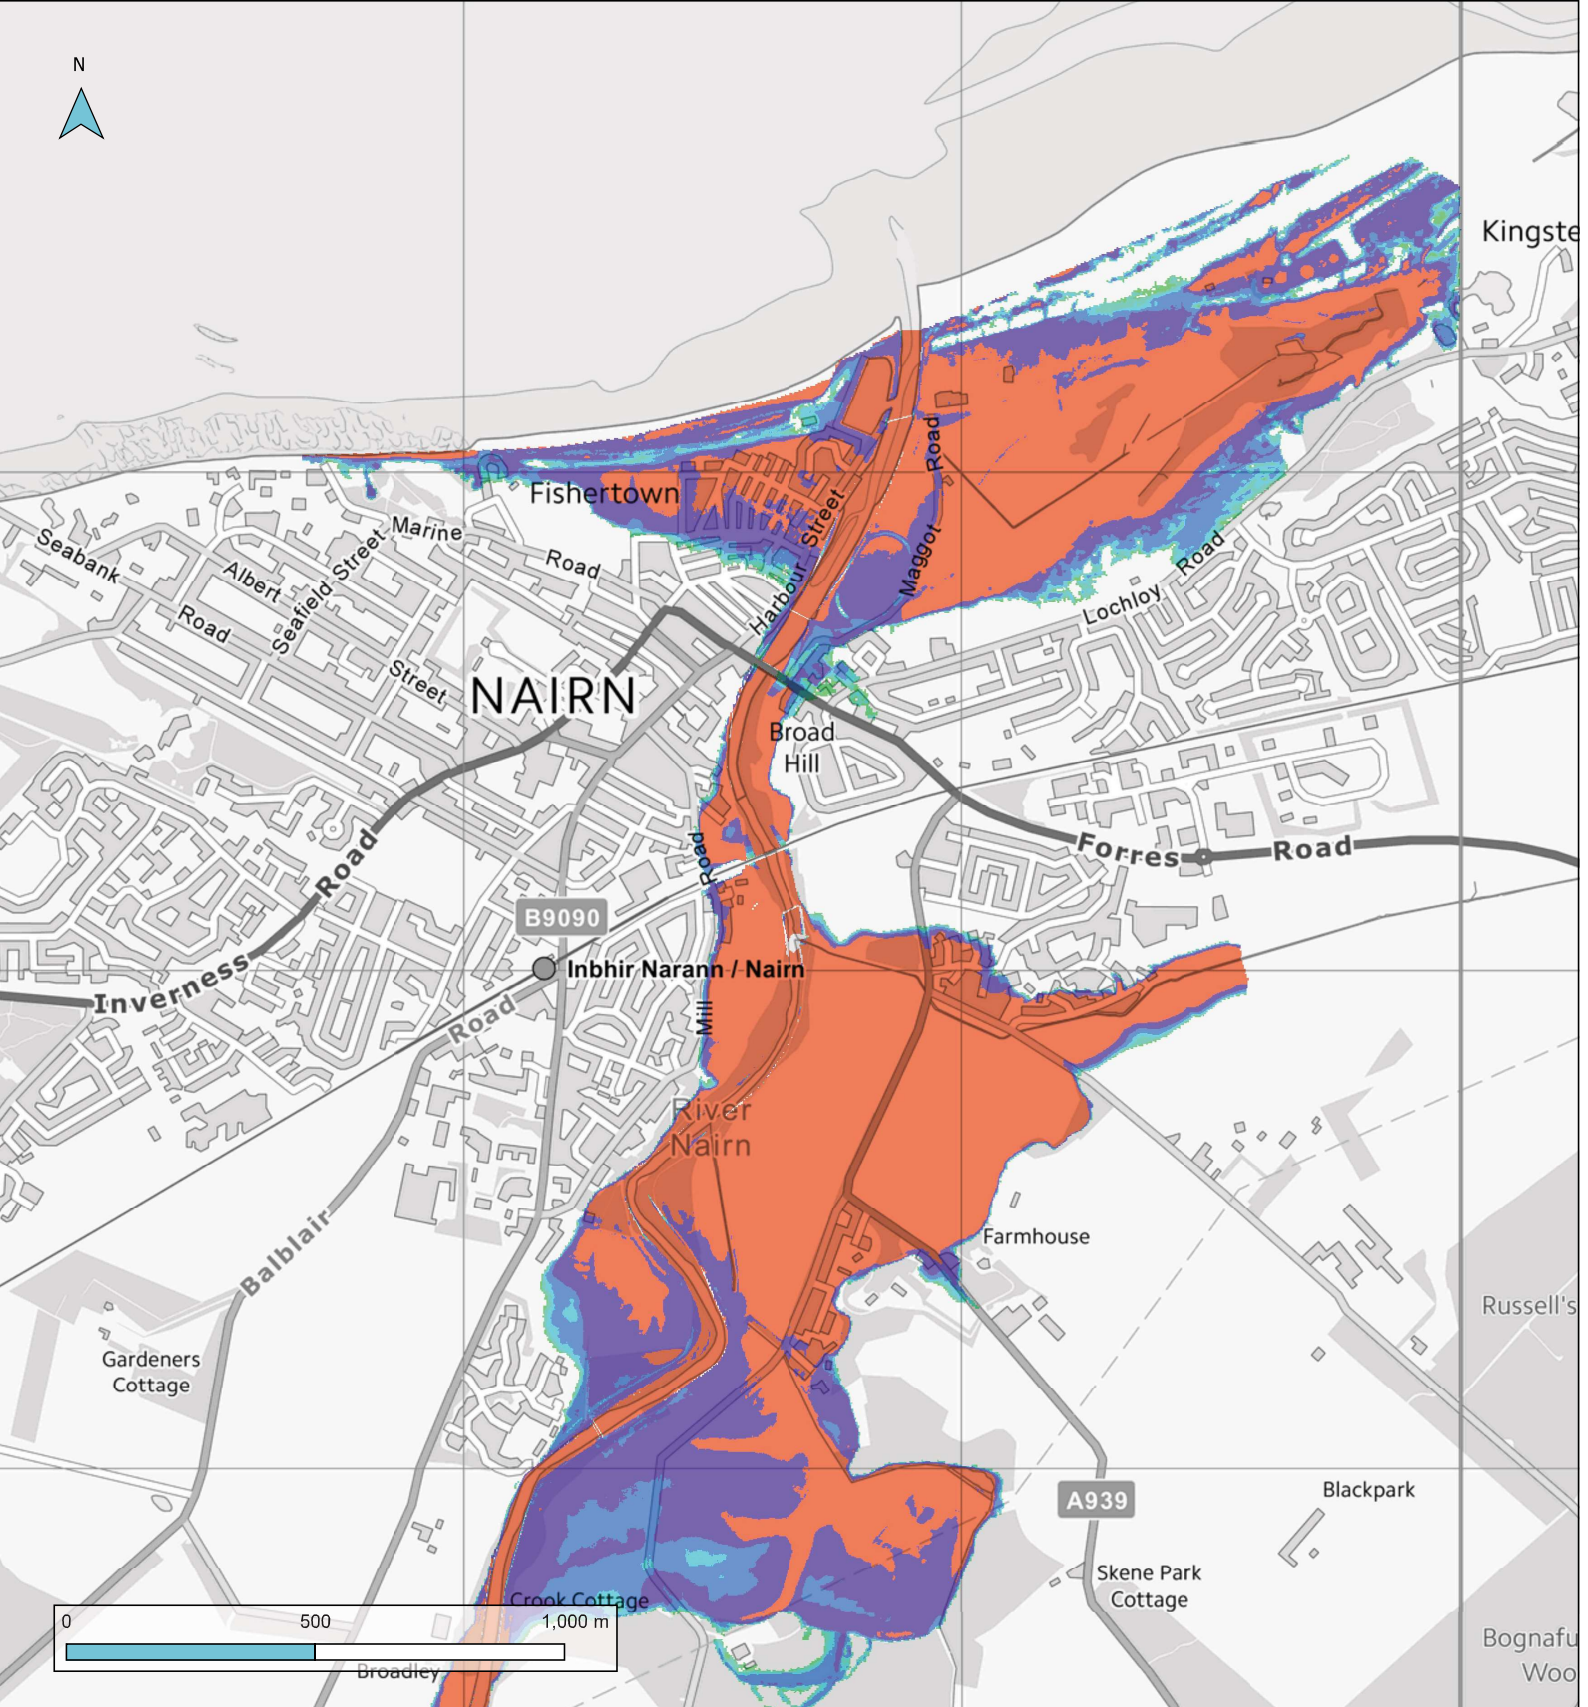 N
Kingste
Fishertown
Road
Street
Harbour
Maggot
Marine
Road
Seabank
Road
Albert
Street
Seafield Street
Lochloy Road
NAIRN
Broad
Hill
Road
Forres Road
B9090
Inbhir Narann / Nairn
Inverness Road
Road
Mill
River
Nairn
Balblair
Farmhouse
Russell's
Gardeners
Cottage
A939
Blackpark
Skene Park
Cottage
Crook Cottage
0 500 1,000 m
Broadley
Bognafu
Woo